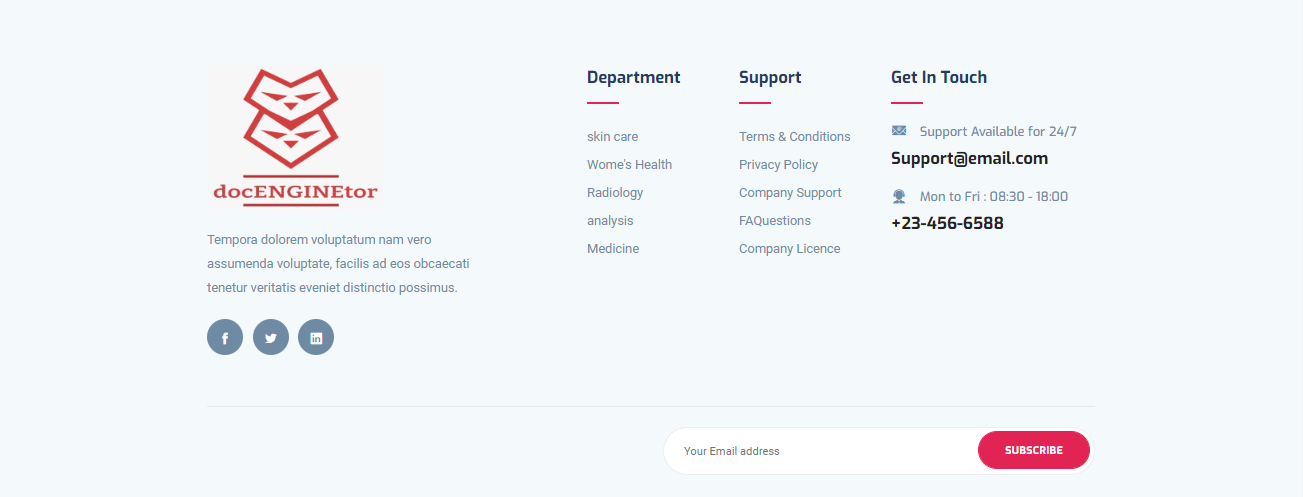 docENGINEtor
Tempora dolorem voluptatum nam vero
assumenda voluptate, facilis ad eos obcaecati
tenetur veritatis eveniet distinctio possimus.
Department
skin care
Wome's Health
Radiology
analysis
Medicine
Support
Terms & Conditions
Privacy Policy
Company Support
FAQuestions
Company Licence
Get In Touch
Support Available for 24/7
Support@email.com
Mon to Fri : 08:30 - 18:00
+23-456-6588
Your Email address
SUBSCRIBE